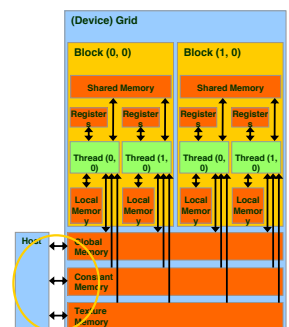 (Device) Grid
Block (0, 0)
Block (1, 0)
Shared Memory
Shared Memory
Register
s
Register
s
Register
s
Register
s
Thread (0,
0)
Thread (1,
0)
Thread (0,
0)
Thread (1,
0)
Local
Memor
y
Local
Memor
y
Local
Memor
y
Local
Memor
y
Host
Global
Memory
Constant
Memory
Texture
Memory